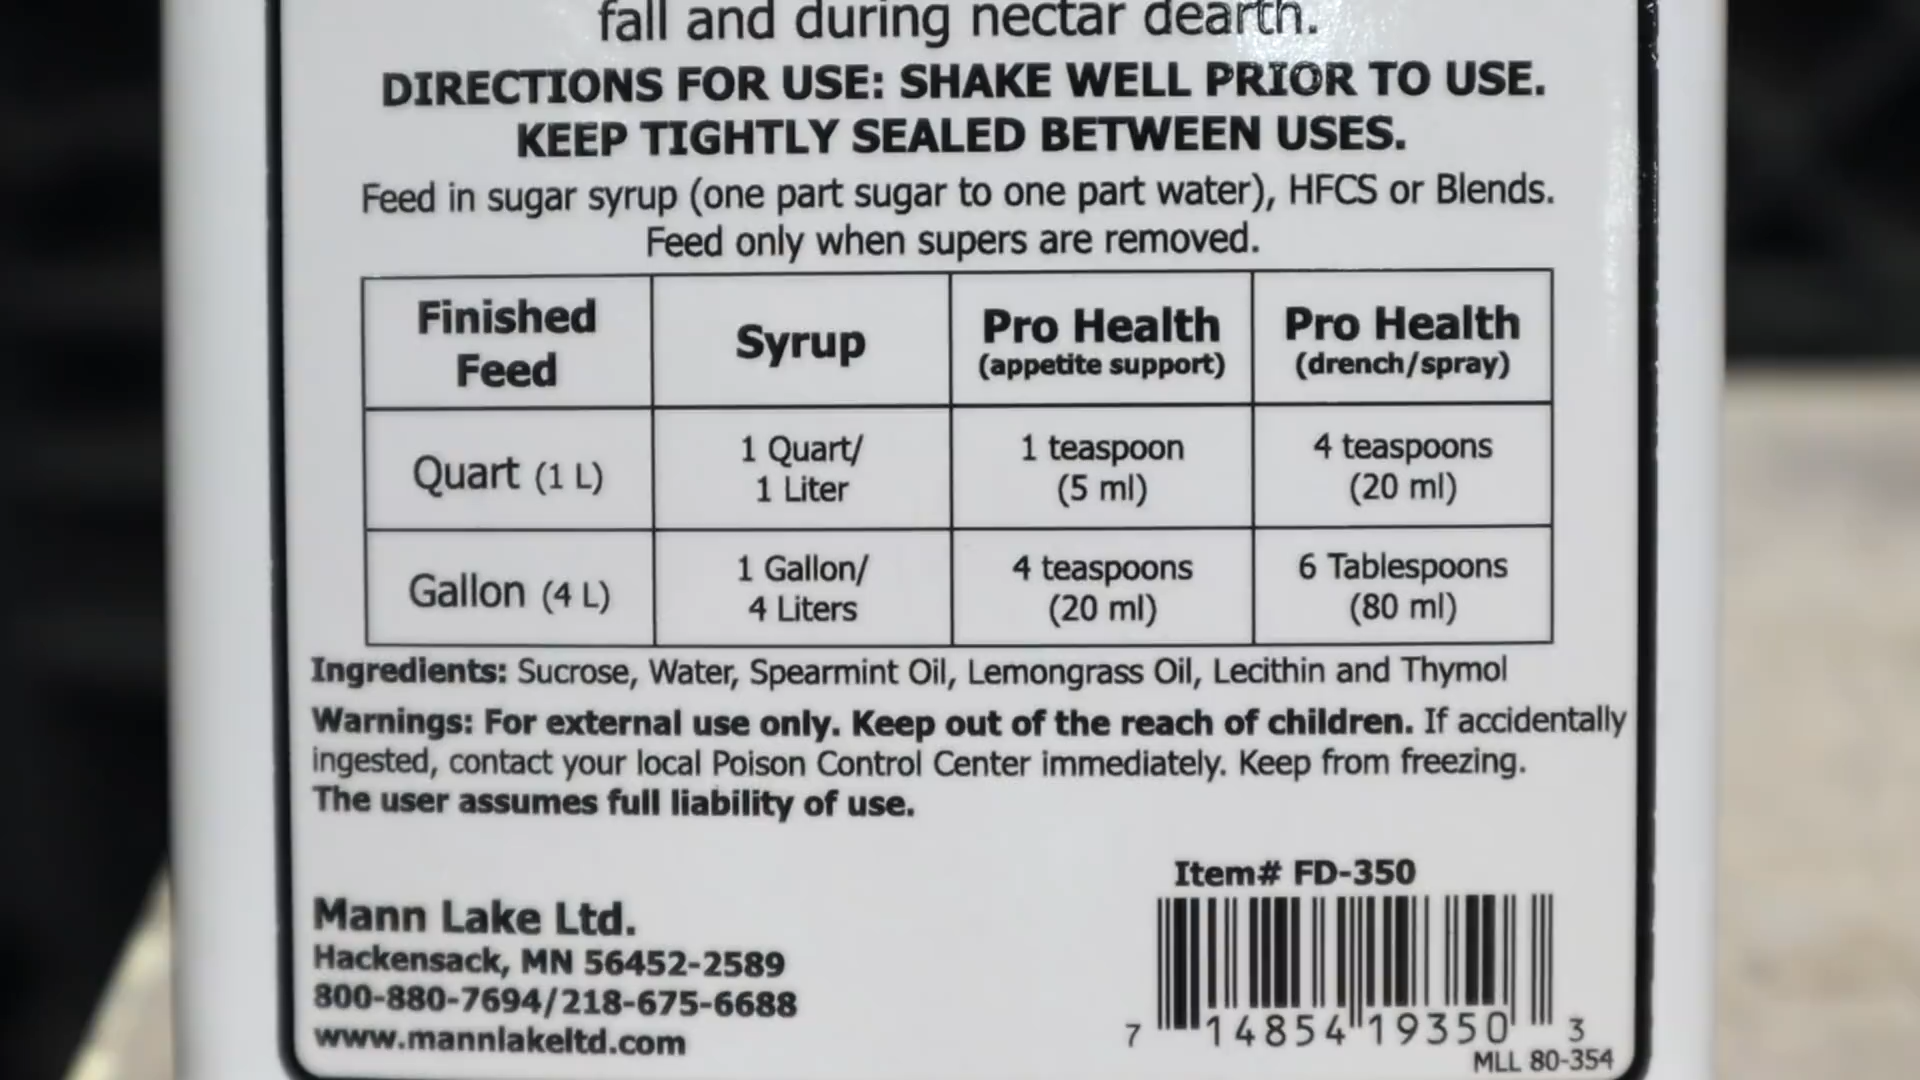 fall and during nectar dearth.
DIRECTIONS FOR USE: SHAKE WELL PRIOR TO USE.
KEEP TIGHTLY SEALED BETWEEN USES.
Feed in sugar syrup (one part sugar to one part water), HFCS or Blends.
Feed only when supers are removed.
Finished Feed | Syrup | Pro Health (appetite support) | Pro Health (drench/spray)
Quart (1 L) | 1 Quart/ 1 Liter | 1 teaspoon (5 ml) | 4 teaspoons (20 ml)
Gallon (4 L) | 1 Gallon/ 4 Liters | 4 teaspoons (20 ml) | 6 Tablespoons (80 ml)
Ingredients: Sucrose, Water, Spearmint Oil, Lemongrass Oil, Lecithin and Thymol
Warnings: For external use only. Keep out of the reach of children. If accidentally
ingested, contact your local Poison Control Center immediately. Keep from freezing.
The user assumes full liability of use.
Mann Lake Ltd.
Hackensack, MN 56452-2589
800-880-7694/218-675-6688
www.mannlakeltd.com
Item# FD-350
7 14854 19350 3
MLL 80-354